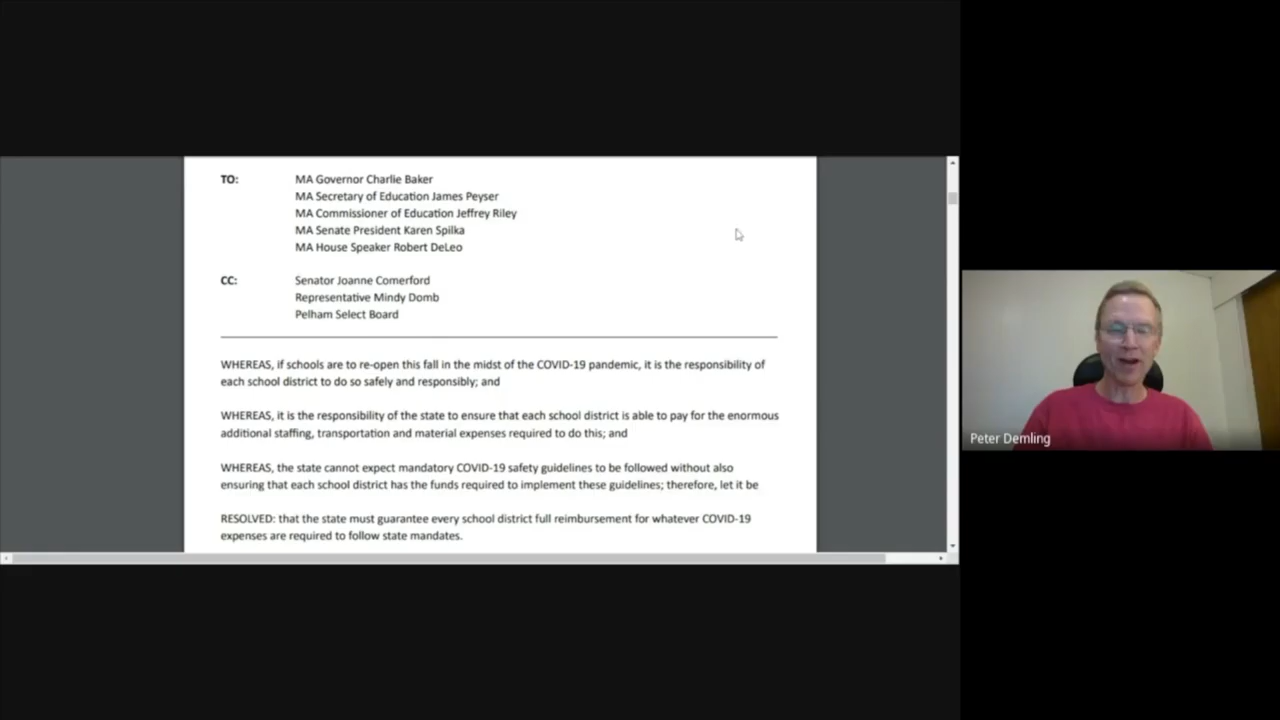 TO: MA Governor Charlie Baker
MA Secretary of Education James Peyser
MA Commissioner of Education Jeffrey Riley
MA Senate President Karen Spilka
MA House Speaker Robert DeLeo
CC: Senator Joanne Comerford
Representative Mindy Domb
Pelham Select Board
WHEREAS, if schools are to re-open this fall in the midst of the COVID-19 pandemic, it is the responsibility of
each school district to do so safely and responsibly; and
WHEREAS, it is the responsibility of the state to ensure that each school district is able to pay for the enormous
additional staffing, transportation and material expenses required to do this; and
WHEREAS, the state cannot expect mandatory COVID-19 safety guidelines to be followed without also
ensuring that each school district has the funds required to implement these guidelines; therefore, let it be
RESOLVED: that the state must guarantee every school district full reimbursement for whatever COVID-19
expenses are required to follow state mandates.
Peter Demling